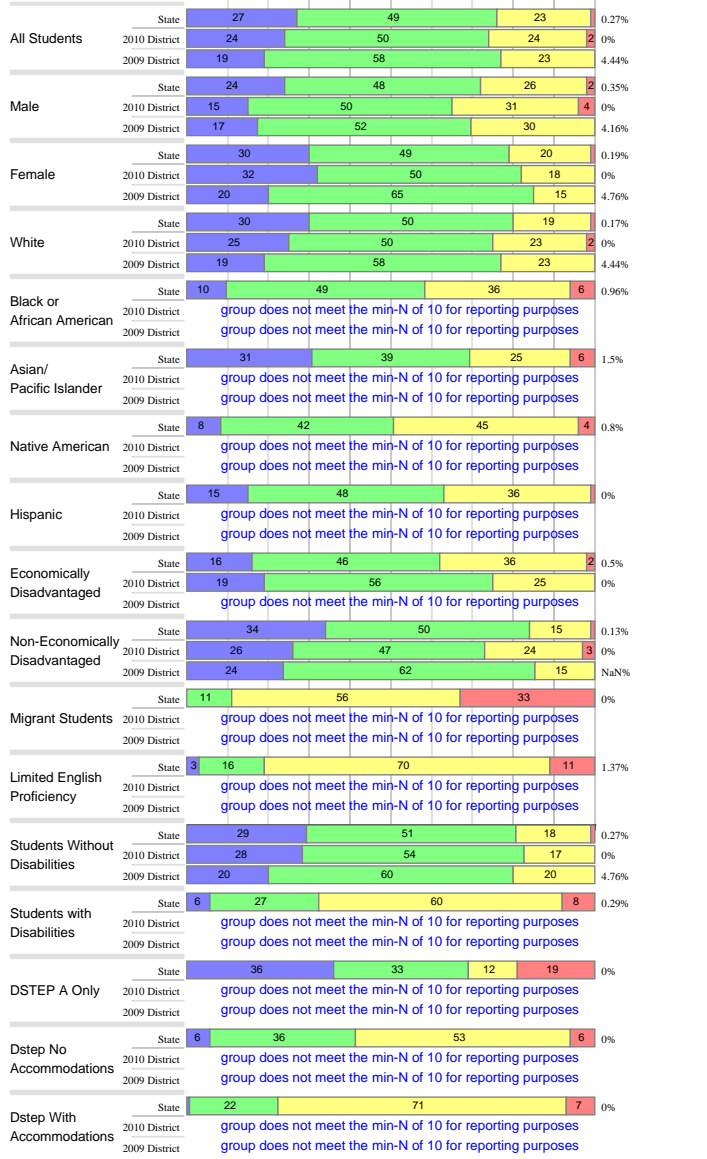 State 27 49 23 0.27%
All Students 2010 District 24 50 24 2 0%
2009 District 19 58 23 4.44%
State 24 48 26 2 0.35%
Male 2010 District 15 50 31 4 0%
2009 District 17 52 30 4.16%
State 30 49 20 0.19%
Female 2010 District 32 50 18 0%
2009 District 20 65 15 4.76%
State 30 50 19 0.17%
White 2010 District 25 50 23 2 0%
2009 District 19 58 23 4.44%
State 10 49 36 6 0.96%
Black or
African American 2010 District group does not meet the min-N of 10 for reporting purposes
2009 District group does not meet the min-N of 10 for reporting purposes
State 31 39 25 6 1.5%
Asian/
Pacific Islander 2010 District group does not meet the min-N of 10 for reporting purposes
2009 District group does not meet the min-N of 10 for reporting purposes
State 8 42 45 4 0.8%
Native American 2010 District group does not meet the min-N of 10 for reporting purposes
2009 District group does not meet the min-N of 10 for reporting purposes
State 15 48 36 0%
Hispanic 2010 District group does not meet the min-N of 10 for reporting purposes
2009 District group does not meet the min-N of 10 for reporting purposes
State 16 46 36 2 0.5%
Economically
Disadvantaged 2010 District 19 56 25 0%
2009 District group does not meet the min-N of 10 for reporting purposes
State 34 50 15 0.13%
Non-Economically
Disadvantaged 2010 District 26 47 24 3 0%
2009 District 24 62 15 NaN%
State 11 56 33 0%
Migrant Students 2010 District group does not meet the min-N of 10 for reporting purposes
2009 District group does not meet the min-N of 10 for reporting purposes
State 3 16 70 11 1.37%
Limited English
Proficiency 2010 District group does not meet the min-N of 10 for reporting purposes
2009 District group does not meet the min-N of 10 for reporting purposes
State 29 51 18 0.27%
Students Without
Disabilities 2010 District 28 54 17 0%
2009 District 20 60 20 4.76%
State 6 27 60 8 0.29%
Students with
Disabilities 2010 District group does not meet the min-N of 10 for reporting purposes
2009 District group does not meet the min-N of 10 for reporting purposes
State 36 33 12 19 0%
DSTEP A Only 2010 District group does not meet the min-N of 10 for reporting purposes
2009 District group does not meet the min-N of 10 for reporting purposes
State 6 36 53 6 0%
Dstep No
Accommodations 2010 District group does not meet the min-N of 10 for reporting purposes
2009 District group does not meet the min-N of 10 for reporting purposes
State 22 71 7 0%
Dstep With
Accommodations 2010 District group does not meet the min-N of 10 for reporting purposes
2009 District group does not meet the min-N of 10 for reporting purposes